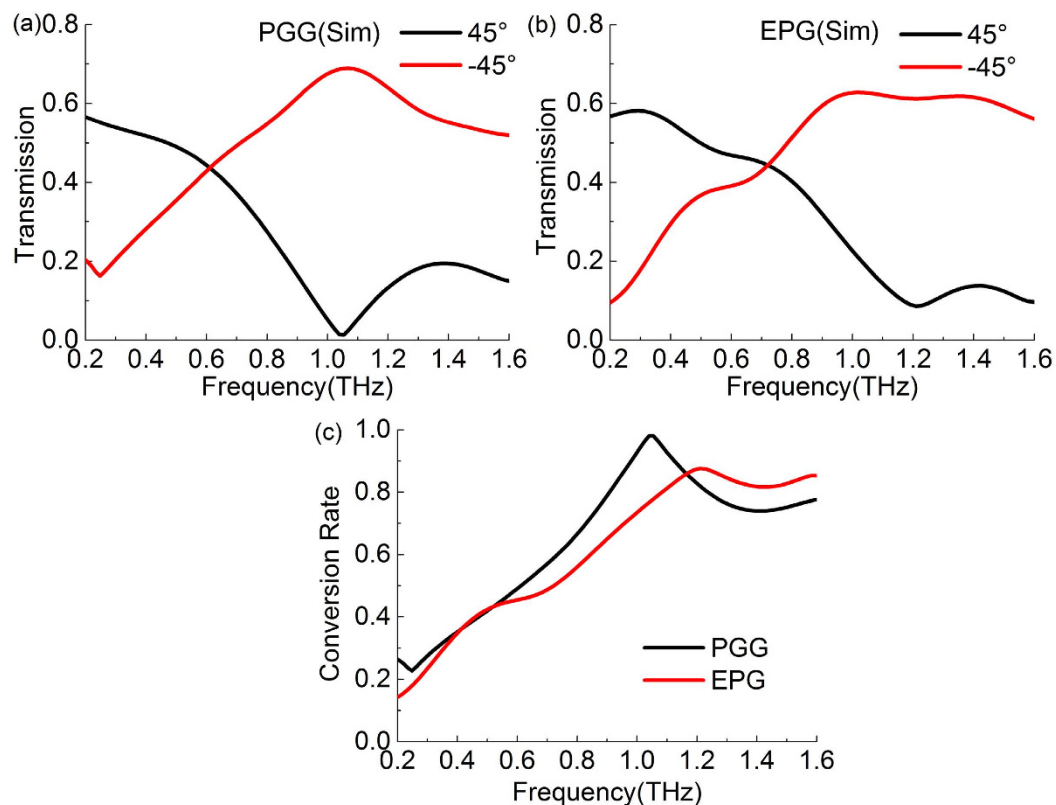 (a)
PGG(Sim)
45°
-45°
Transmission
0.8
0.6
0.4
0.2
0.0
0.2 0.4 0.6 0.8 1.0 1.2 1.4 1.6
Frequency(THz)
(b)
EPG(Sim)
45°
-45°
Transmission
0.8
0.6
0.4
0.2
0.0
0.2 0.4 0.6 0.8 1.0 1.2 1.4 1.6
Frequency(THz)
(c)
Conversion Rate
1.0
0.8
0.6
0.4
0.2
0.0
PGG
EPG
0.2 0.4 0.6 0.8 1.0 1.2 1.4 1.6
Frequency(THz)